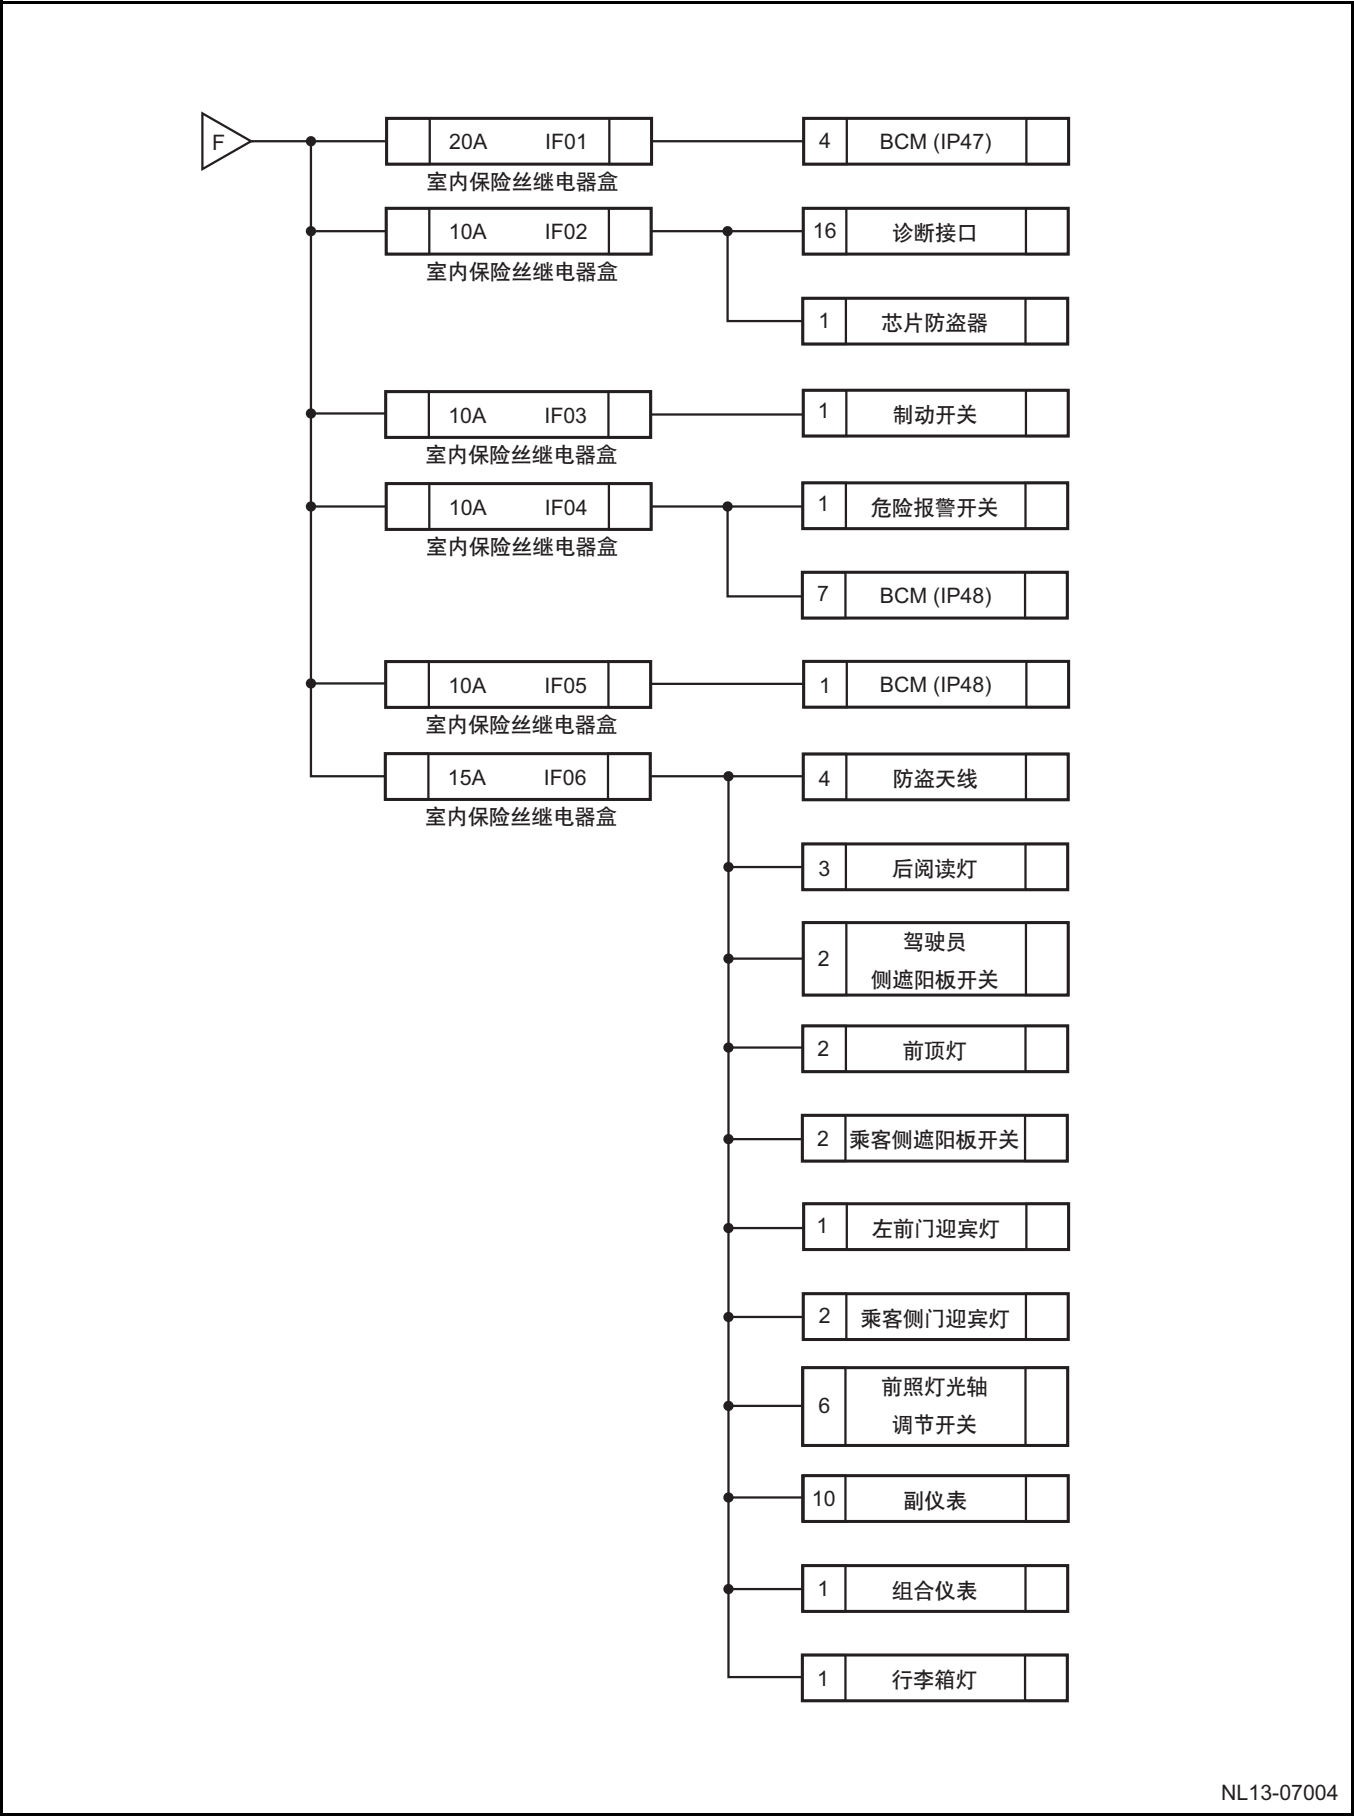 F
20A IF01
4 BCM (IP47)
室内保险丝继电器盒
10A IF02
16 诊断接口
室内保险丝继电器盒
1 芯片防盗器
10A IF03
1 制动开关
室内保险丝继电器盒
10A IF04
1 危险报警开关
室内保险丝继电器盒
7 BCM (IP48)
10A IF05
1 BCM (IP48)
室内保险丝继电器盒
15A IF06
4 防盗天线
室内保险丝继电器盒
3 后阅读灯
2 驾驶员
侧遮阳板开关
2 前顶灯
2 乘客侧遮阳板开关
1 左前门迎宾灯
2 乘客侧门迎宾灯
6 前照灯光轴
调节开关
10 副仪表
1 组合仪表
1 行李箱灯
NL13-07004